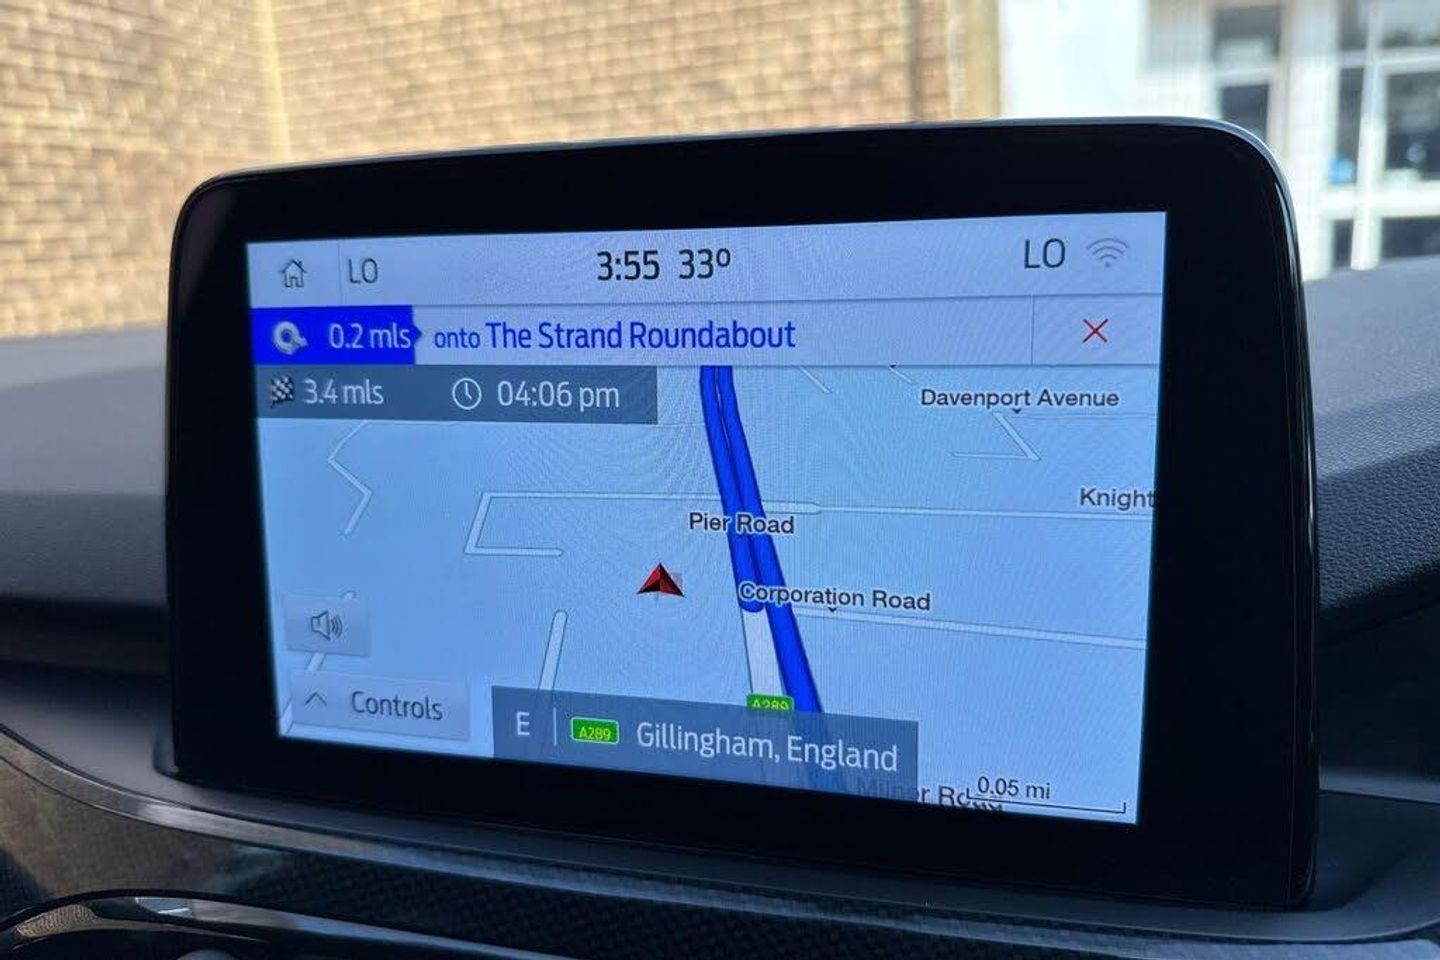 LO 3:55 33° LO
0.2 mls onto The Strand Roundabout
3.4 mls 04:06 pm
Davenport Avenue
Knight
Pier Road
Corporation Road
Controls
A289
E A289 Gillingham, England
0.05 mi